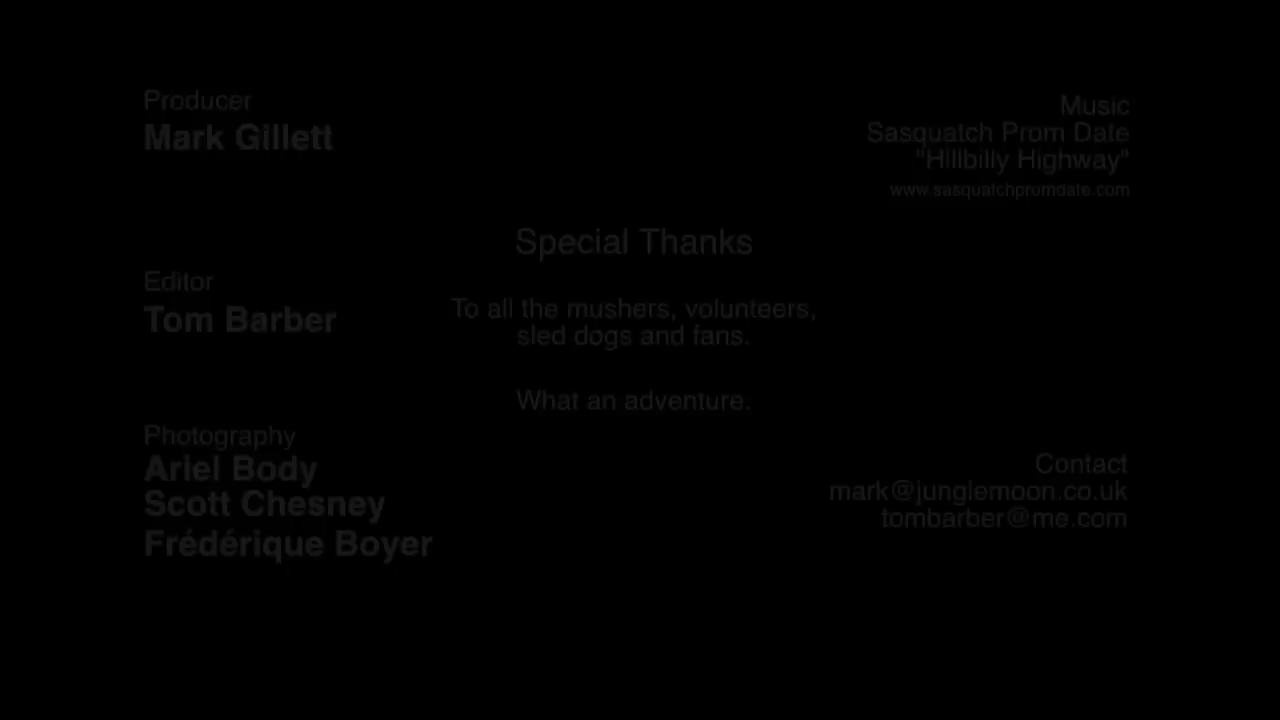 Producer
Mark Gillett
Editor
Tom Barber
Photography
Ariel Body
Scott Chesney
Frédérique Boyer
Special Thanks
To all the mushers, volunteers,
sled dogs and fans.
What an adventure.
Music
Sasquatch Prom Date
"Hillbilly Highway"
www.sasquatchpromdate.com
Contact
mark@junglemoon.co.uk
tombarber@me.com